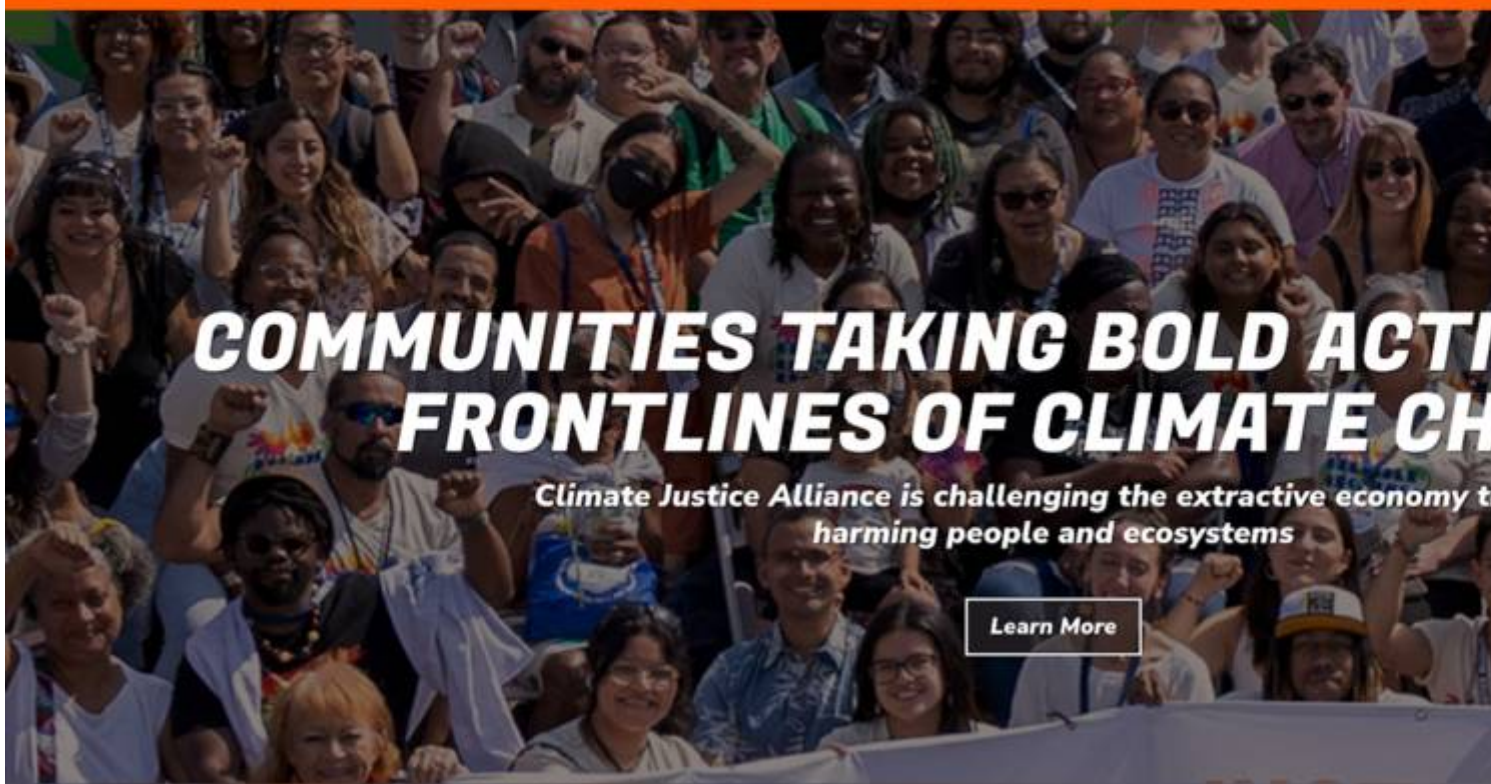 COMMUNITIES TAKING BOLD ACTI
FRONTLINES OF CLIMATE CH
Climate Justice Alliance is challenging the extractive economy t
harming people and ecosystems
Learn More